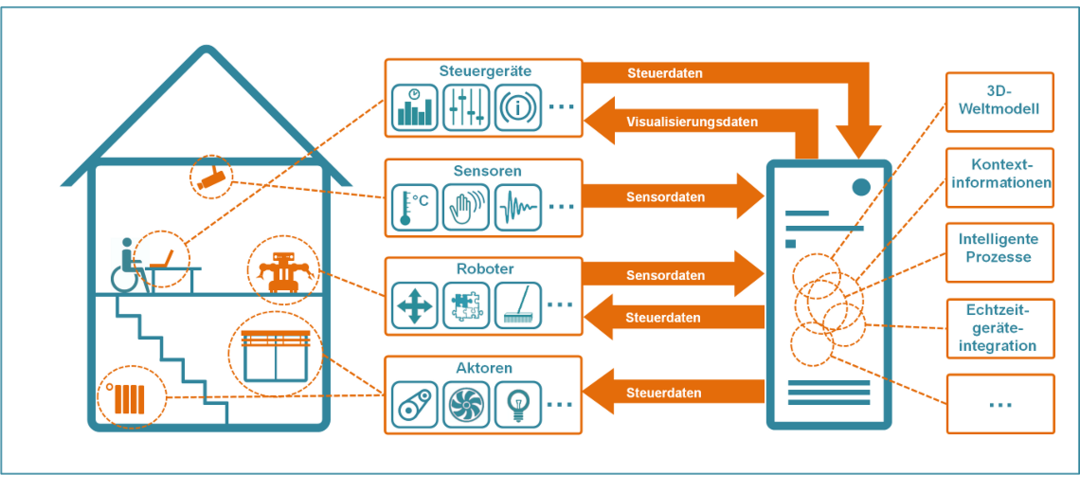 Steuergeräte
...
Steuerdaten
Visualisierungsdaten
3D-
Weltmodell
Sensoren
°C
...
Sensordaten
Kontext-
informationen
Intelligente
Prozesse
Roboter
...
Sensordaten
Steuerdaten
Echtzeit-
geräte-
integration
Aktoren
...
Steuerdaten
...